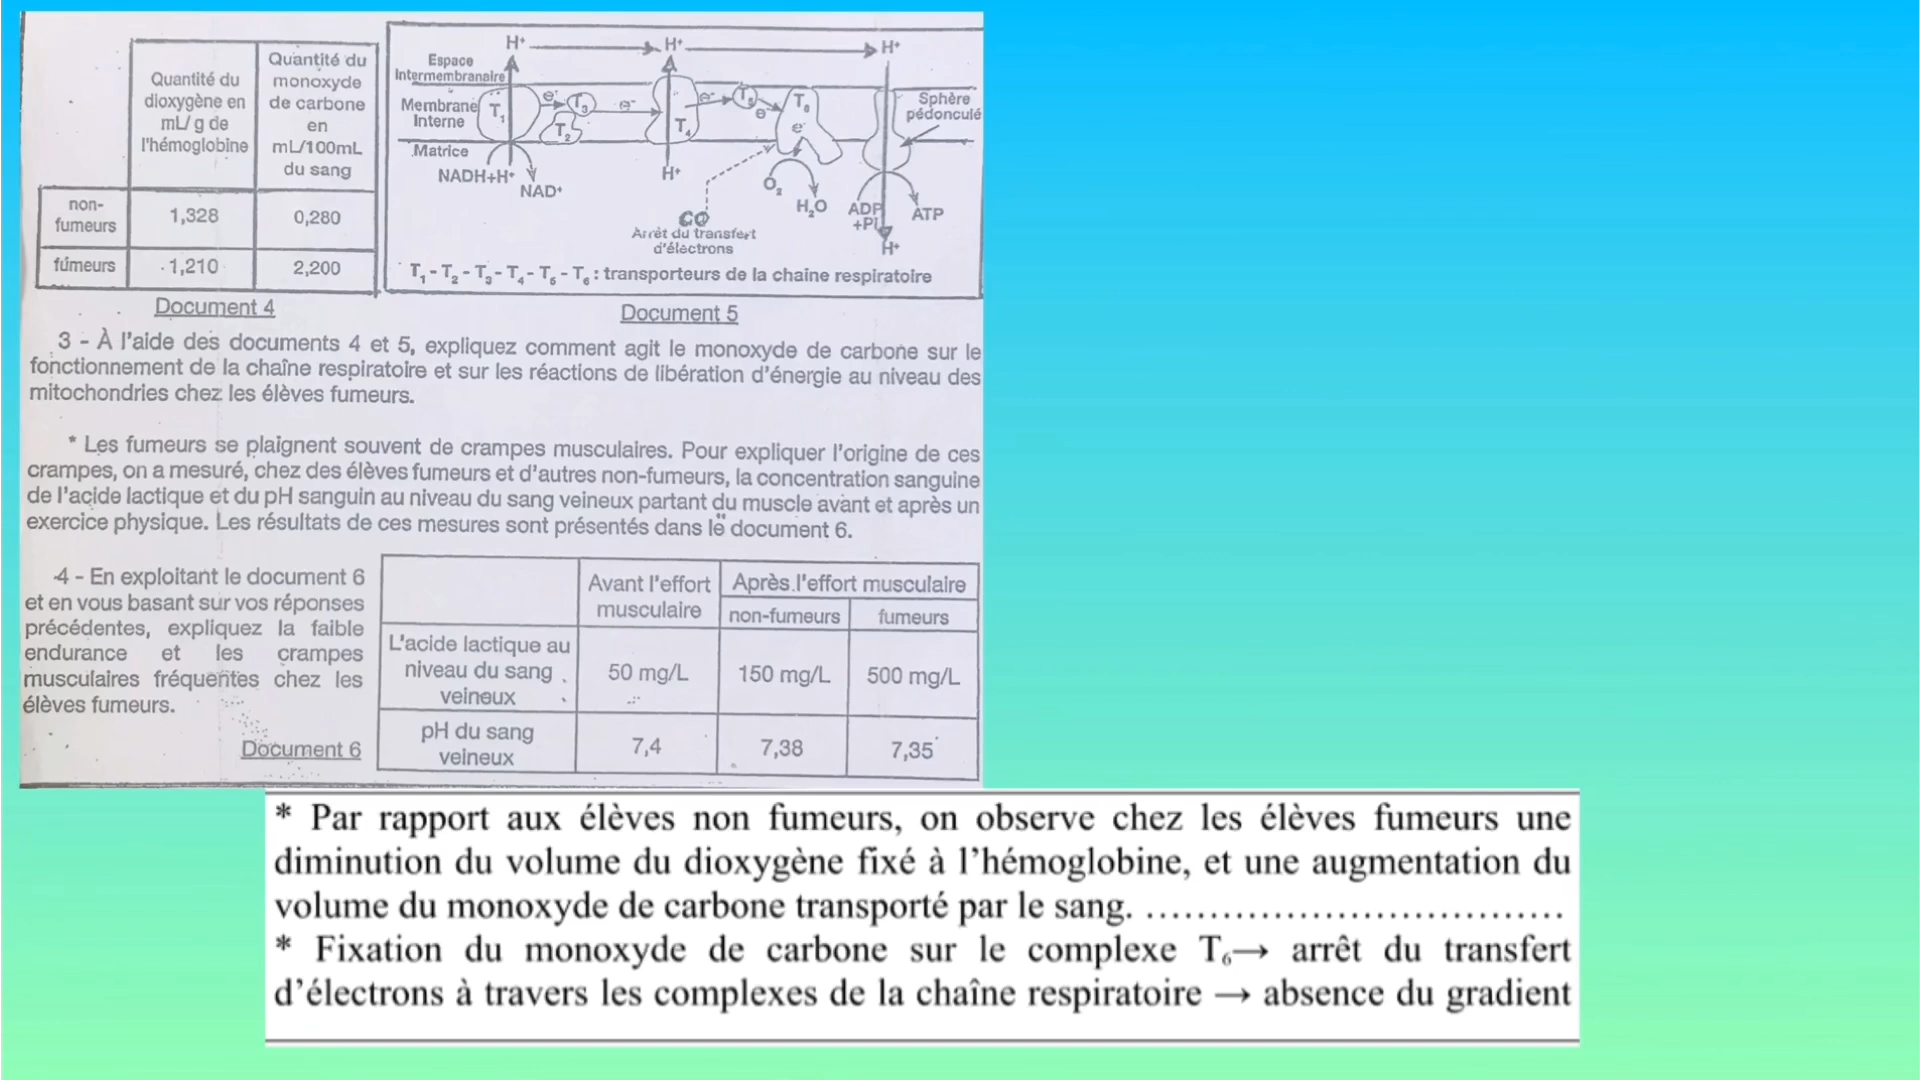 Quantité du
dioxygène en
mL/ g de
l'hémoglobine
Quantité du
monoxyde
de carbone
en
mL/100mL
du sang
non-
fumeurs
1,328
0,280
fumeurs
1,210
2,200
Document 4
H⁺ H⁺ H⁺
Espace
Intermembranaire
Membrane
Interne
Matrice
T₁
e⁻
T₃
T₂
e⁻
T₄
e⁻
T₅
e⁻
T₆
e⁻
Sphère
pédonculé
NADH+H⁺
NAD⁺
H⁺
O₂
H₂O
CO
Arrêt du transfert
d'électrons
ADP
+Pi
ATP
H⁺
T₁ - T₂ - T₃ - T₄ - T₅ - T₆ : transporteurs de la chaine respiratoire
Document 5
3 - À l'aide des documents 4 et 5, expliquez comment agit le monoxyde de carbone sur le
fonctionnement de la chaîne respiratoire et sur les réactions de libération d'énergie au niveau des
mitochondries chez les élèves fumeurs.
* Les fumeurs se plaignent souvent de crampes musculaires. Pour expliquer l'origine de ces
crampes, on a mesuré, chez des élèves fumeurs et d'autres non-fumeurs, la concentration sanguine
de l'acide lactique et du pH sanguin au niveau du sang veineux partant du muscle avant et après un
exercice physique. Les résultats de ces mesures sont présentés dans le document 6.
4 - En exploitant le document 6
et en vous basant sur vos réponses
précédentes, expliquez la faible
endurance et les crampes
musculaires fréquentes chez les
élèves fumeurs.
Document 6
Avant l'effort
musculaire
Après l'effort musculaire
non-fumeurs
fumeurs
L'acide lactique au
niveau du sang
veineux
50 mg/L
150 mg/L
500 mg/L
pH du sang
veineux
7,4
7,38
7,35
* Par rapport aux élèves non fumeurs, on observe chez les élèves fumeurs une
diminution du volume du dioxygène fixé à l'hémoglobine, et une augmentation du
volume du monoxyde de carbone transporté par le sang. .................................
* Fixation du monoxyde de carbone sur le complexe T₆→ arrêt du transfert
d'électrons à travers les complexes de la chaîne respiratoire → absence du gradient